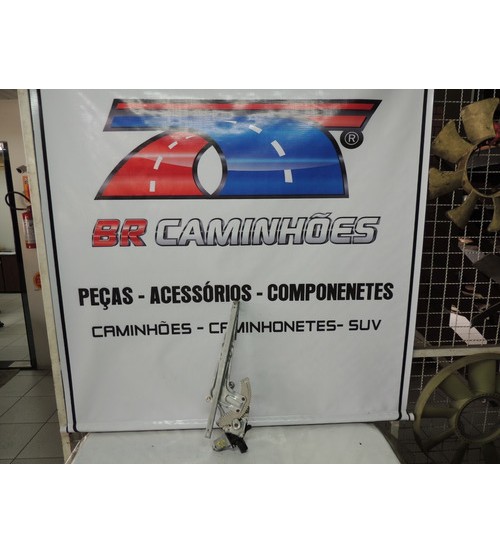 ®
BR CAMINHÕES
PEÇAS - ACESSÓRIOS - COMPONENETES
CAMINHÕES - CAMINHONETES- SUV